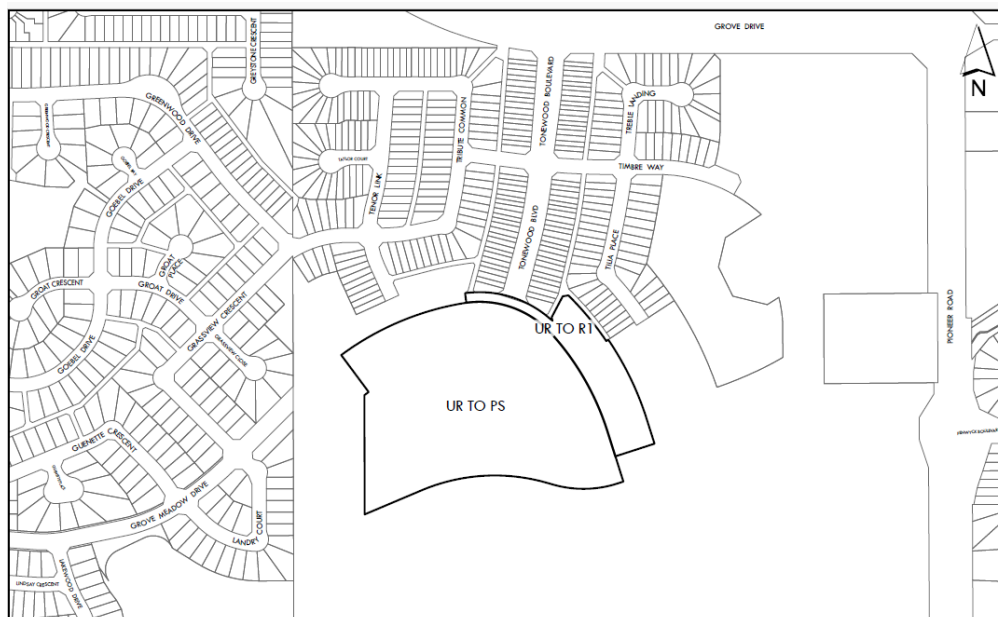 GROVE DRIVE
N
GREYSTONE CRESCENT
GREENWOOD DRIVE
TONEWOOD BOULEVARD
TREBLE LANDING
TRIBUTE COMMON
TIMBRE WAY
TENOR LINK
GOEBEL DRIVE
TONEWOOD BLVD
TILIA PLACE
GROAT PLACE
GROAT CRESCENT
GROAT DRIVE
GRASSVIEW CRESCENT
PIONEER ROAD
UR TO R1
GOEBEL DRIVE
UR TO PS
GUENETTE CRESCENT
GROVE MEADOW DRIVE
LANDRY COURT
LAKEWOOD DRIVE
LINDSAY CRESCENT